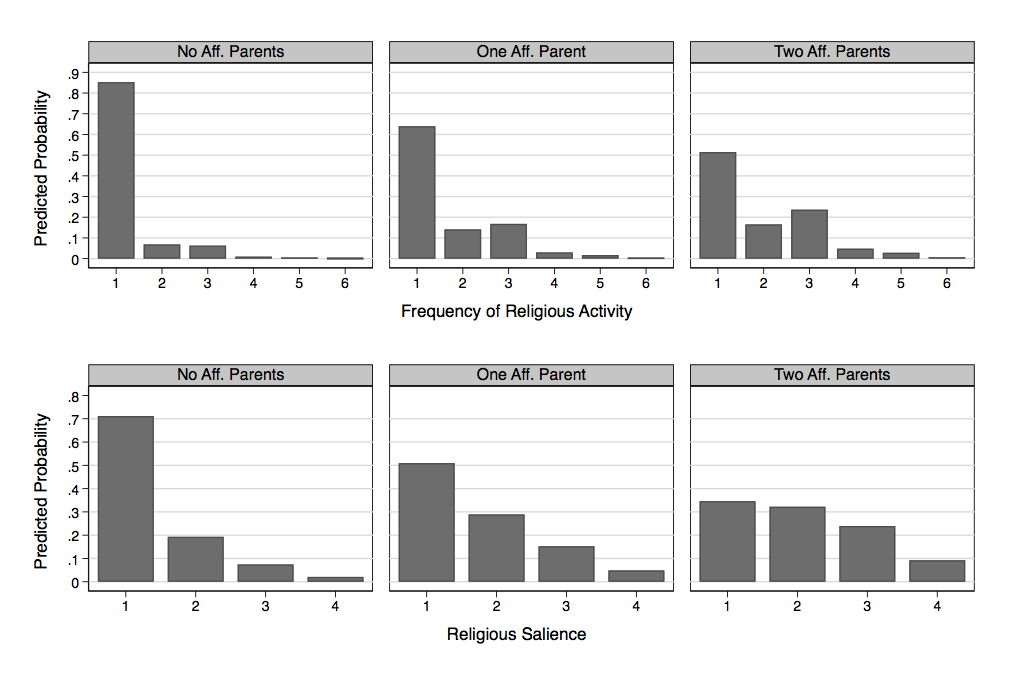 No Aff. Parents
One Aff. Parent
Two Aff. Parents
Predicted Probability
.9
.8
.7
.6
.5
.4
.3
.2
.1
0
1 2 3 4 5 6
1 2 3 4 5 6
1 2 3 4 5 6
Frequency of Religious Activity
No Aff. Parents
One Aff. Parent
Two Aff. Parents
Predicted Probability
.8
.7
.6
.5
.4
.3
.2
.1
0
1 2 3 4
1 2 3 4
1 2 3 4
Religious Salience